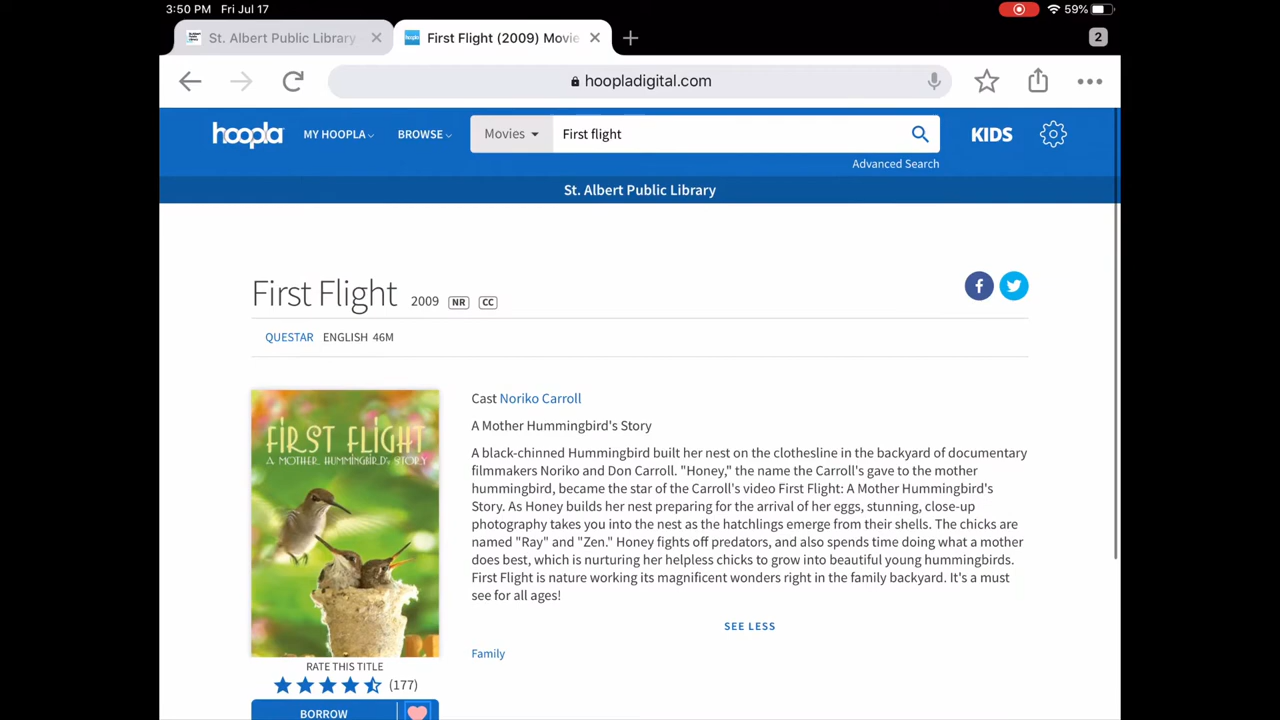 3:50 PM Fri Jul 17
59%
St. Albert Public Library
First Flight (2009) Movie
2
hoopladigital.com
hoopla
MY HOOPLA
BROWSE
Movies
First flight
KIDS
Advanced Search
St. Albert Public Library
First Flight 2009 NR CC
QUESTAR ENGLISH 46M
FIRST FLIGHT
A MOTHER HUMMINGBIRD'S STORY
RATE THIS TITLE
(177)
BORROW
Cast Noriko Carroll
A Mother Hummingbird's Story
A black-chinned Hummingbird built her nest on the clothesline in the backyard of documentary
filmmakers Noriko and Don Carroll. "Honey," the name the Carroll's gave to the mother
hummingbird, became the star of the Carroll's video First Flight: A Mother Hummingbird's
Story. As Honey builds her nest preparing for the arrival of her eggs, stunning, close-up
photography takes you into the nest as the hatchlings emerge from their shells. The chicks are
named "Ray" and "Zen." Honey fights off predators, and also spends time doing what a mother
does best, which is nurturing her helpless chicks to grow into beautiful young hummingbirds.
First Flight is nature working its magnificent wonders right in the family backyard. It's a must
see for all ages!
SEE LESS
Family